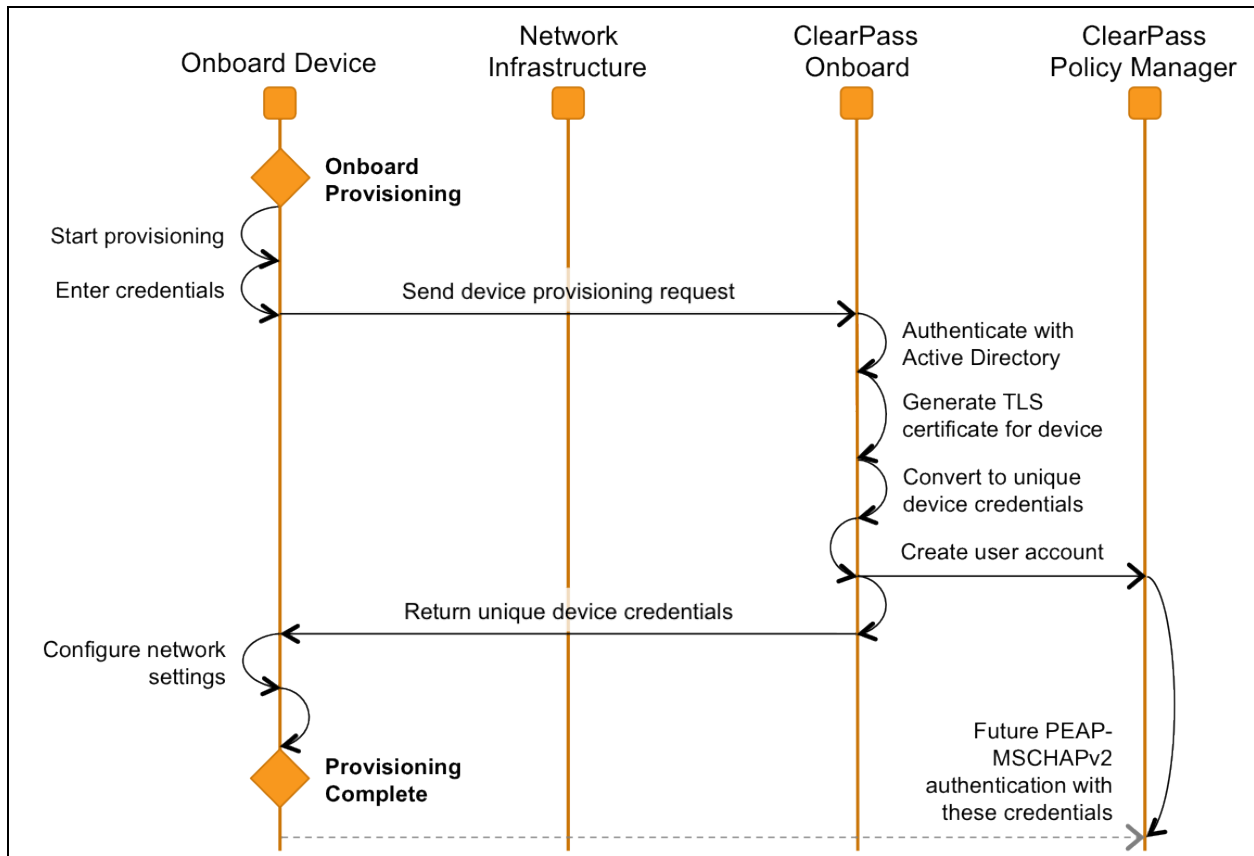 Onboard Device
Network
Infrastructure
ClearPass
Onboard
ClearPass
Policy Manager
Onboard
Provisioning
Start provisioning
Enter credentials
Send device provisioning request
Authenticate with
Active Directory
Generate TLS
certificate for device
Convert to unique
device credentials
Create user account
Return unique device credentials
Configure network
settings
Future PEAP-
MSCHAPv2
authentication with
these credentials
Provisioning
Complete